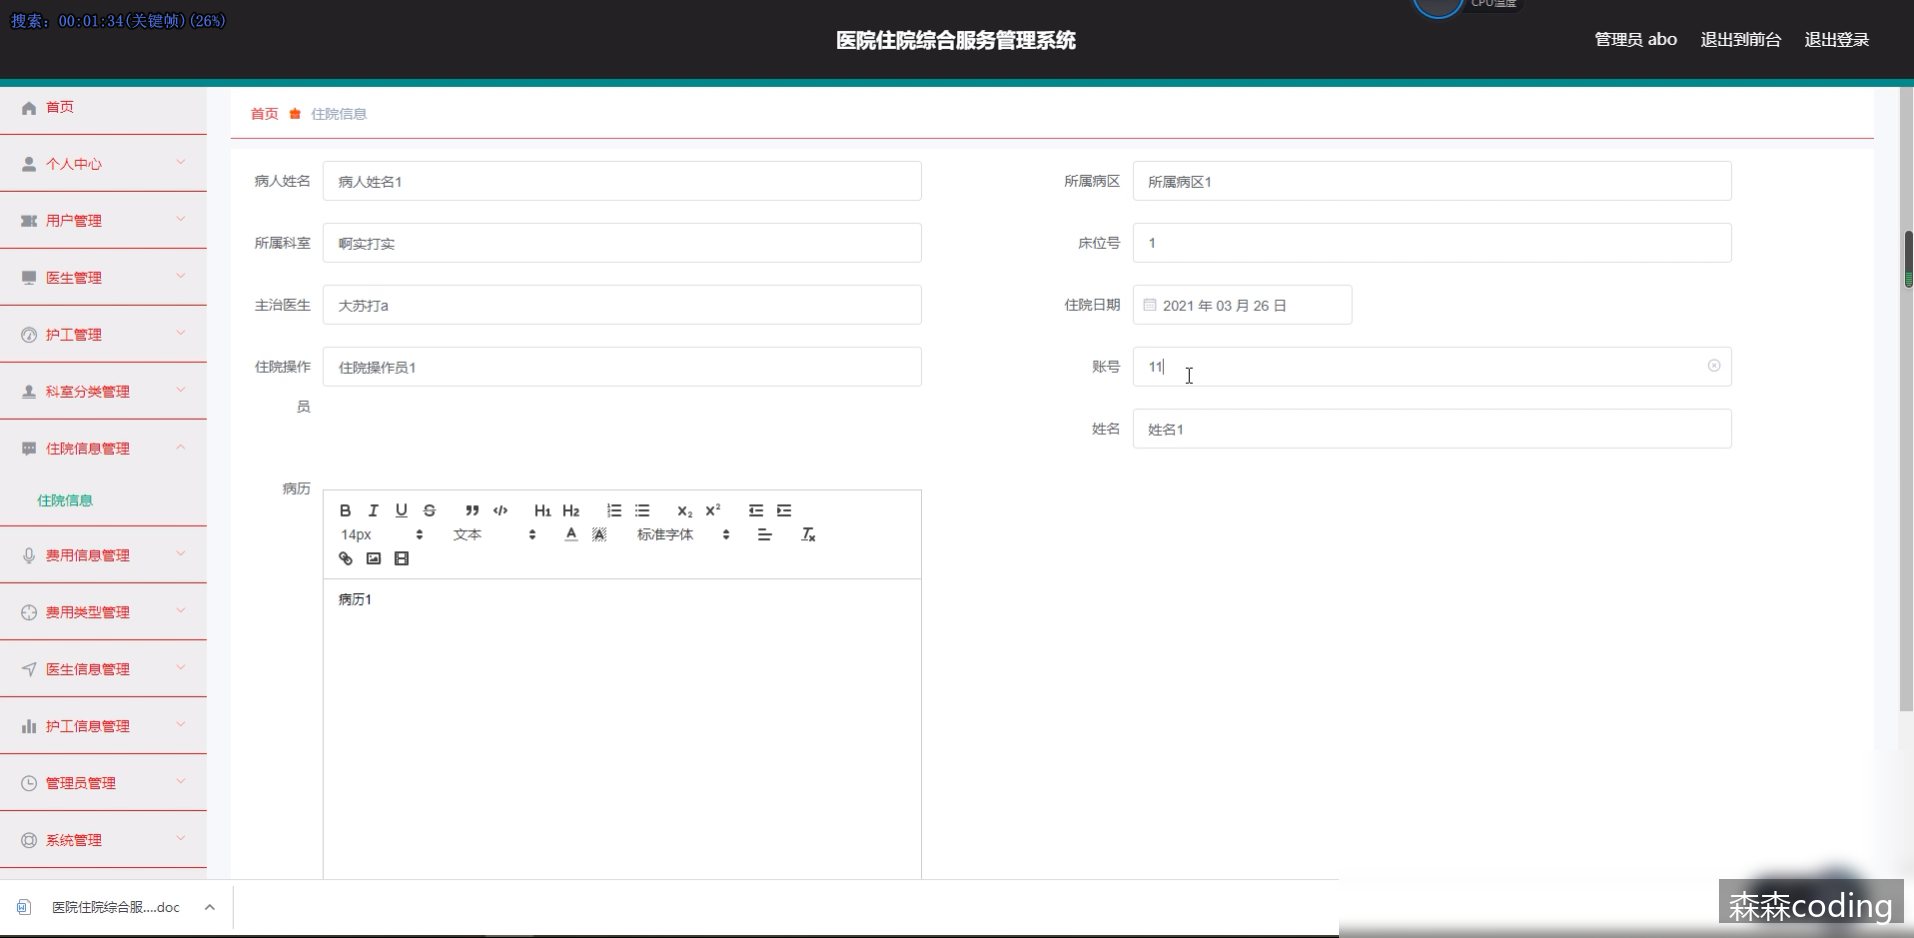 搜索: 00:01:34(关键帧)(26%)
CPU温度
医院住院综合服务管理系统
管理员 abo
退出到前台
退出登录
首页
个人中心
用户管理
医生管理
护工管理
科室分类管理
住院信息管理
住院信息
费用信息管理
费用类型管理
医生信息管理
护工信息管理
管理员管理
系统管理
首页 住院信息
病人姓名 病人姓名1
所属病区 所属病区1
所属科室 啊实打实
床位号 1
主治医生 大苏打a
住院日期 2021 年 03 月 26 日
住院操作员 住院操作员1
账号 11
姓名 姓名1
病历
B I U S H1 H2 X2 X2
14px 文本 A A 标准字体 Tx
病历1
医院住院综合服....doc
森森coding